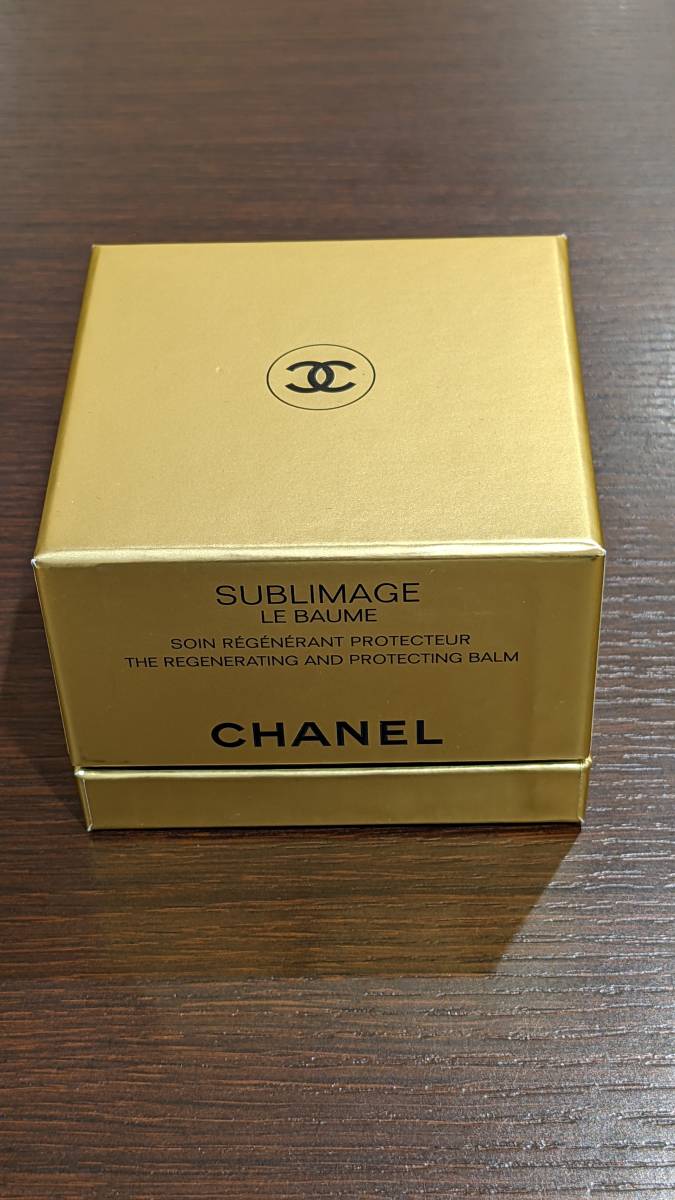 SUBLIMAGE
LE BAUME
SOIN RÉGÉNÉRANT PROTECTEUR
THE REGENERATING AND PROTECTING BALM
CHANEL